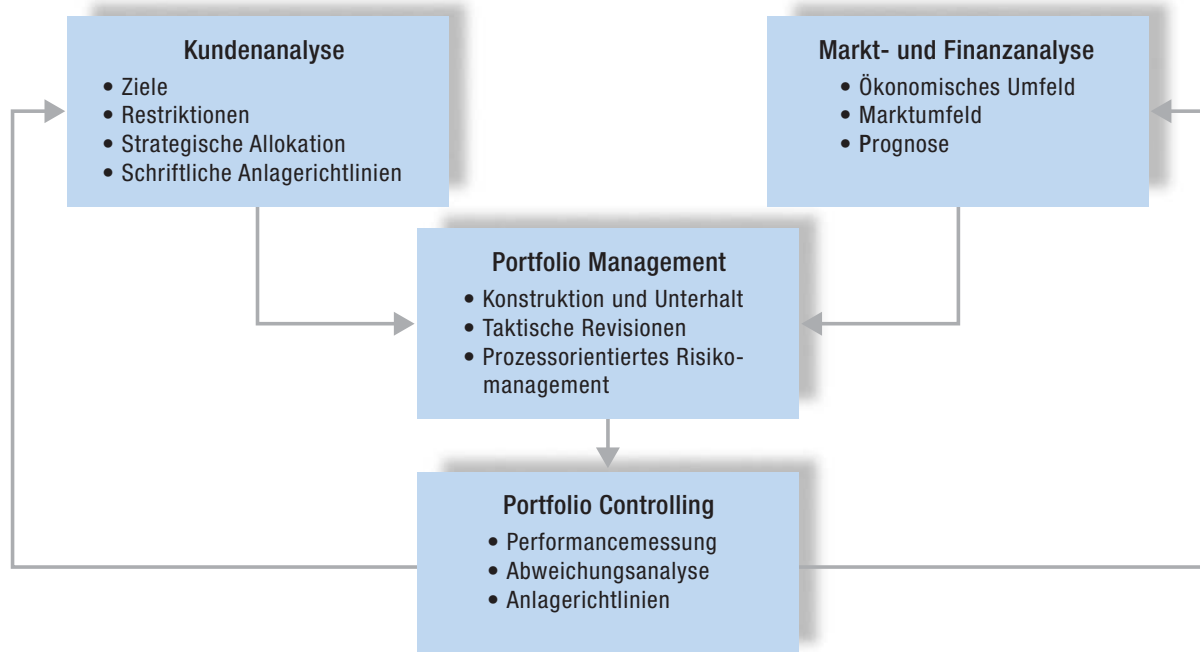 Kundenanalyse
• Ziele
• Restriktionen
• Strategische Allokation
• Schriftliche Anlagerichtlinien
Markt- und Finanzanalyse
• Ökonomisches Umfeld
• Marktumfeld
• Prognose
Portfolio Management
• Konstruktion und Unterhalt
• Taktische Revisionen
• Prozessorientiertes Risiko-
management
Portfolio Controlling
• Performancemessung
• Abweichungsanalyse
• Anlagerichtlinien